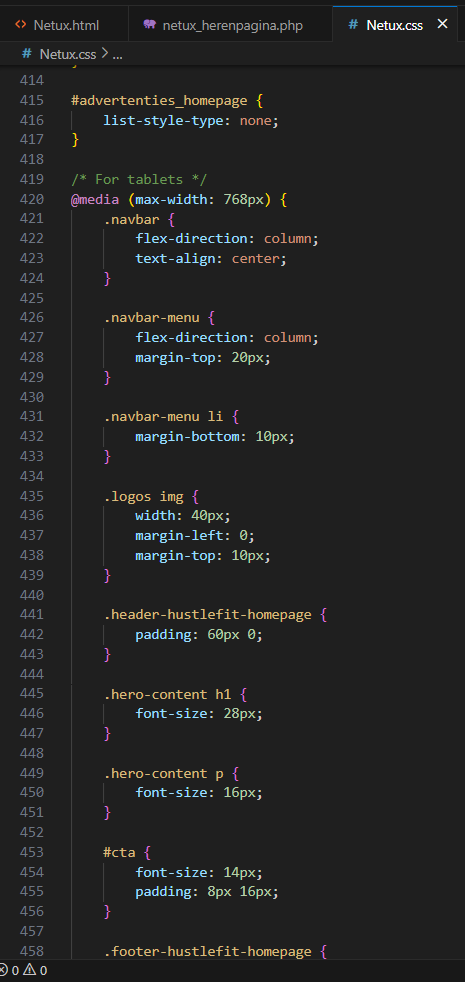 Netux.html netux_herenpagina.php # Netux.css ×
# Netux.css > ...
414
415 #advertenties_homepage {
416 list-style-type: none;
417 }
418
419 /* For tablets */
420 @media (max-width: 768px) {
421 .navbar {
422 flex-direction: column;
423 text-align: center;
424 }
425
426 .navbar-menu {
427 flex-direction: column;
428 margin-top: 20px;
429 }
430
431 .navbar-menu li {
432 margin-bottom: 10px;
433 }
434
435 .logos img {
436 width: 40px;
437 margin-left: 0;
438 margin-top: 10px;
439 }
440
441 .header-hustlefit-homepage {
442 padding: 60px 0;
443 }
444
445 .hero-content h1 {
446 font-size: 28px;
447 }
448
449 .hero-content p {
450 font-size: 16px;
451 }
452
453 #cta {
454 font-size: 14px;
455 padding: 8px 16px;
456 }
457
458 .footer-hustlefit-homepage {
0 0